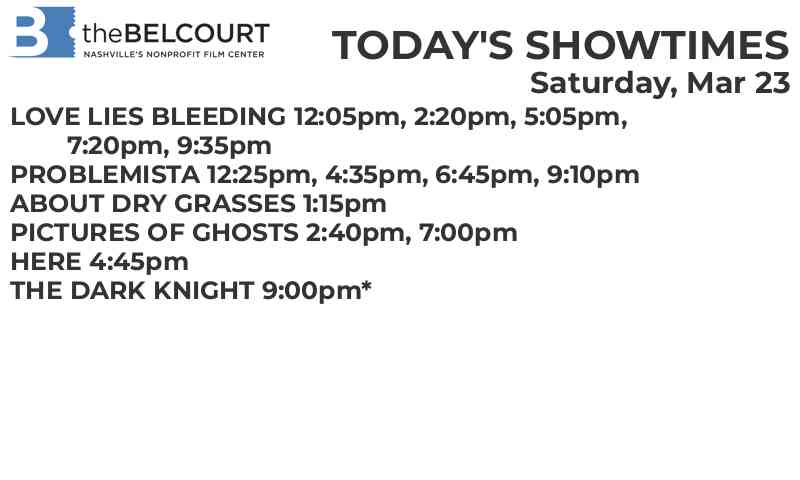 B theBELCOURT
NASHVILLE'S NONPROFIT FILM CENTER
TODAY'S SHOWTIMES
Saturday, Mar 23
LOVE LIES BLEEDING 12:05pm, 2:20pm, 5:05pm,
7:20pm, 9:35pm
PROBLEMISTA 12:25pm, 4:35pm, 6:45pm, 9:10pm
ABOUT DRY GRASSES 1:15pm
PICTURES OF GHOSTS 2:40pm, 7:00pm
HERE 4:45pm
THE DARK KNIGHT 9:00pm*